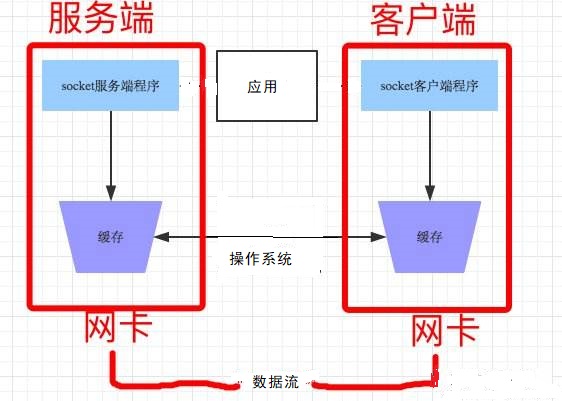 服务端
客户端
socket服务端程序
应用
socket客户端程序
缓存
缓存
操作系统
网卡
网卡
数据流